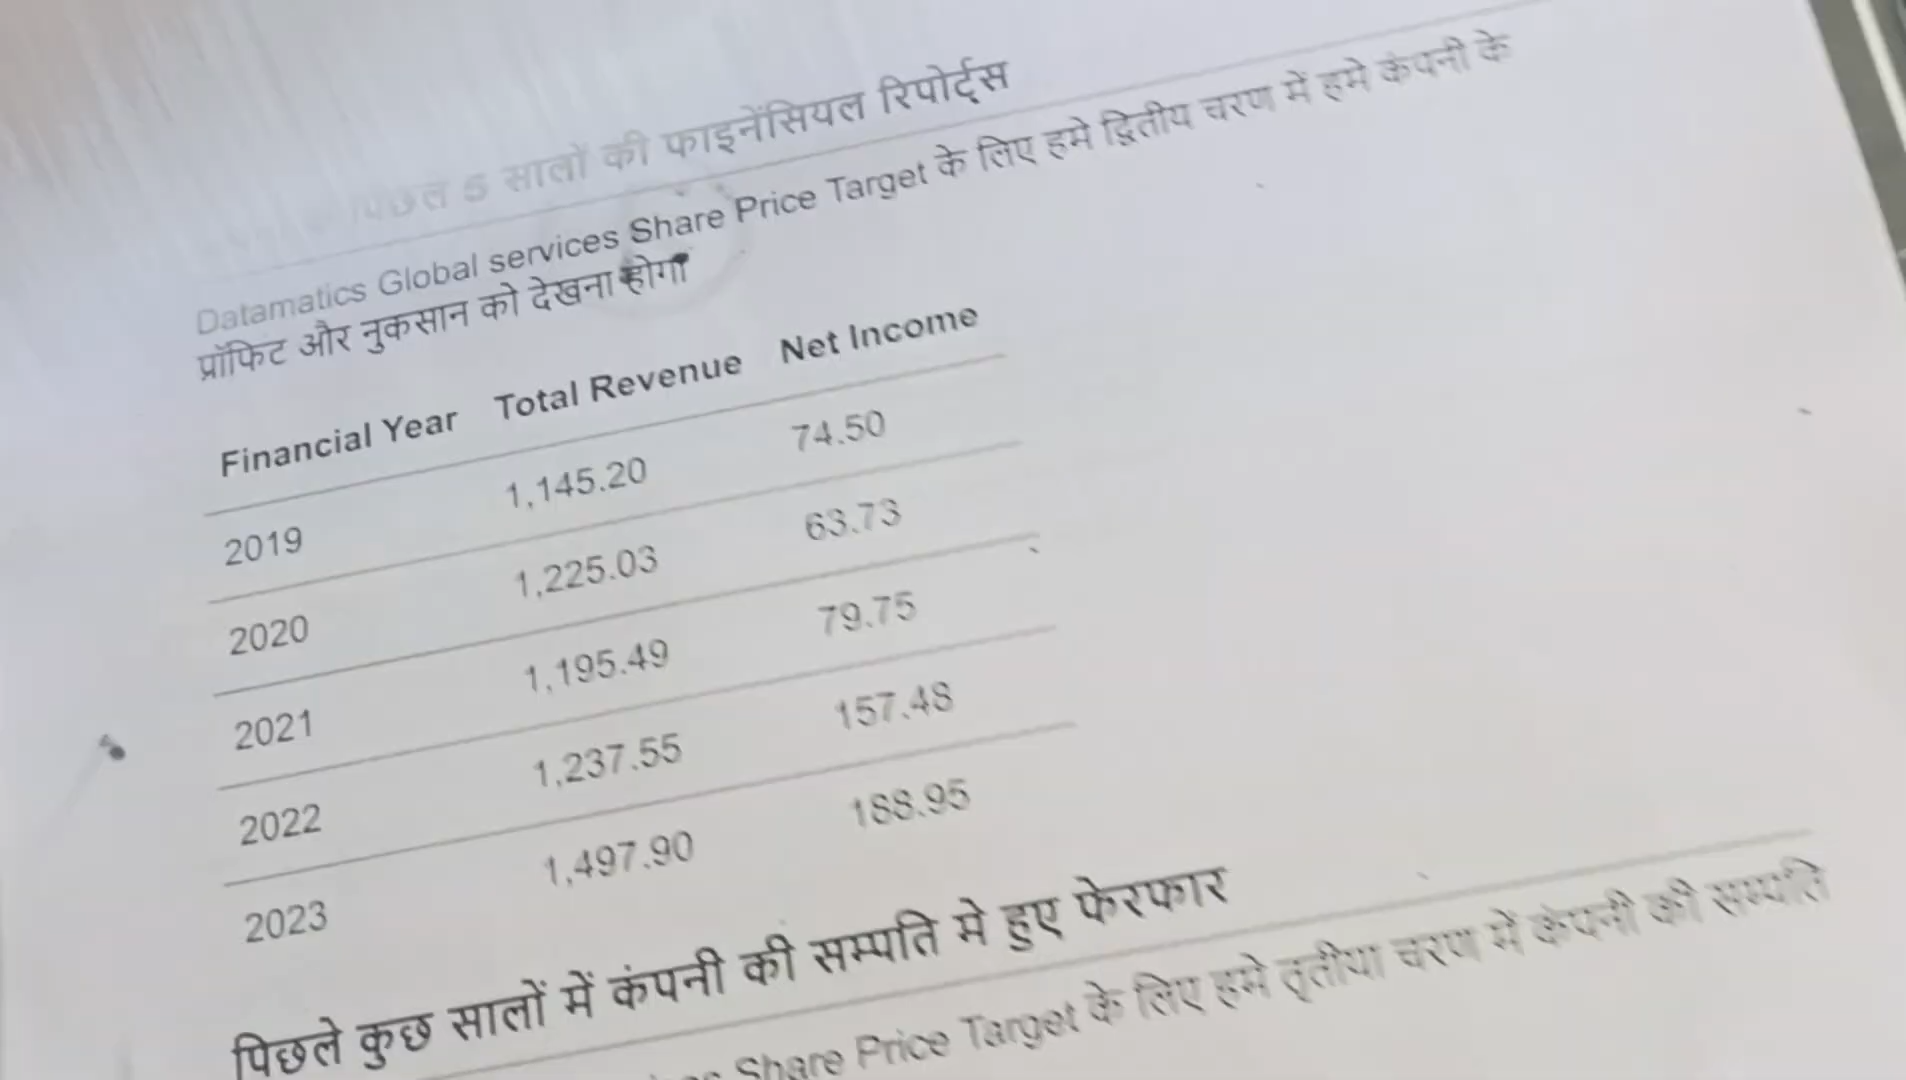 पिछले 5 सालों की फाइनेंसियल रिपोर्ट्स
Datamatics Global services Share Price Target के लिए हमे द्वितीय चरण में हमे कंपनी के
प्रॉफिट और नुकसान को देखना होगा
Financial Year Total Revenue Net Income
2019 1,145.20 74.50
2020 1,225.03 63.73
2021 1,195.49 79.75
2022 1,237.55 157.48
2023 1,497.90 188.95
पिछले कुछ सालों में कंपनी की सम्पति मे हुए फेरफार
Share Price Target के लिए हमे तृतीया चरण में कंपनी की सम्पति